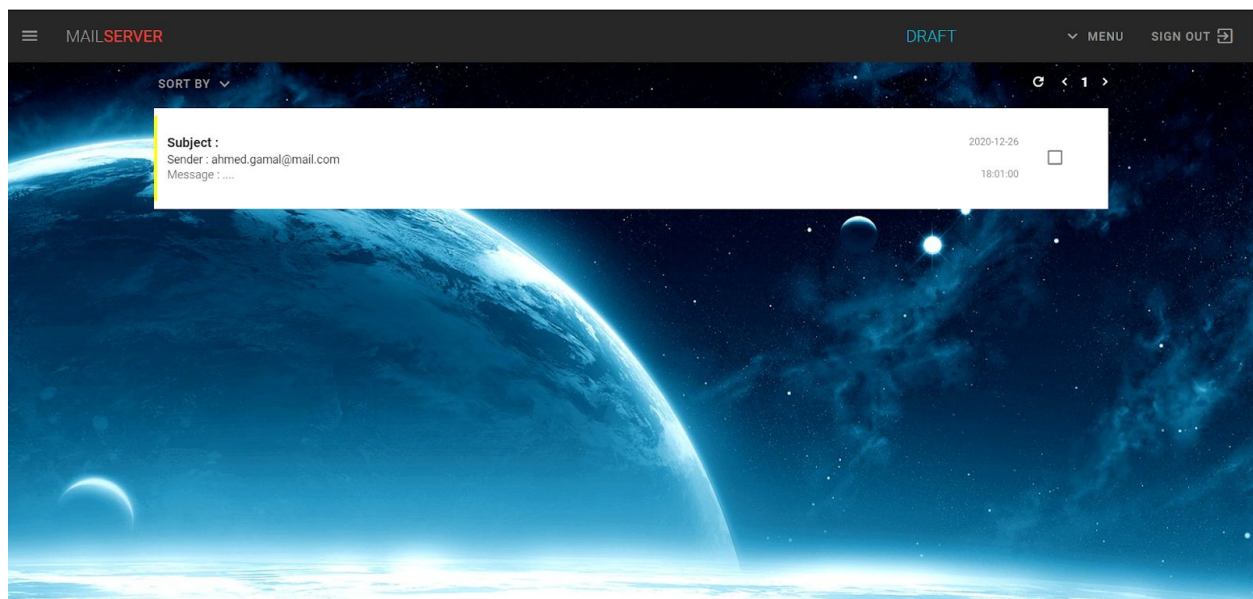 MAILSERVER DRAFT MENU SIGN OUT
SORT BY 1
Subject : 2020-12-26
Sender : ahmed.gamal@mail.com
Message : .... 18:01:00